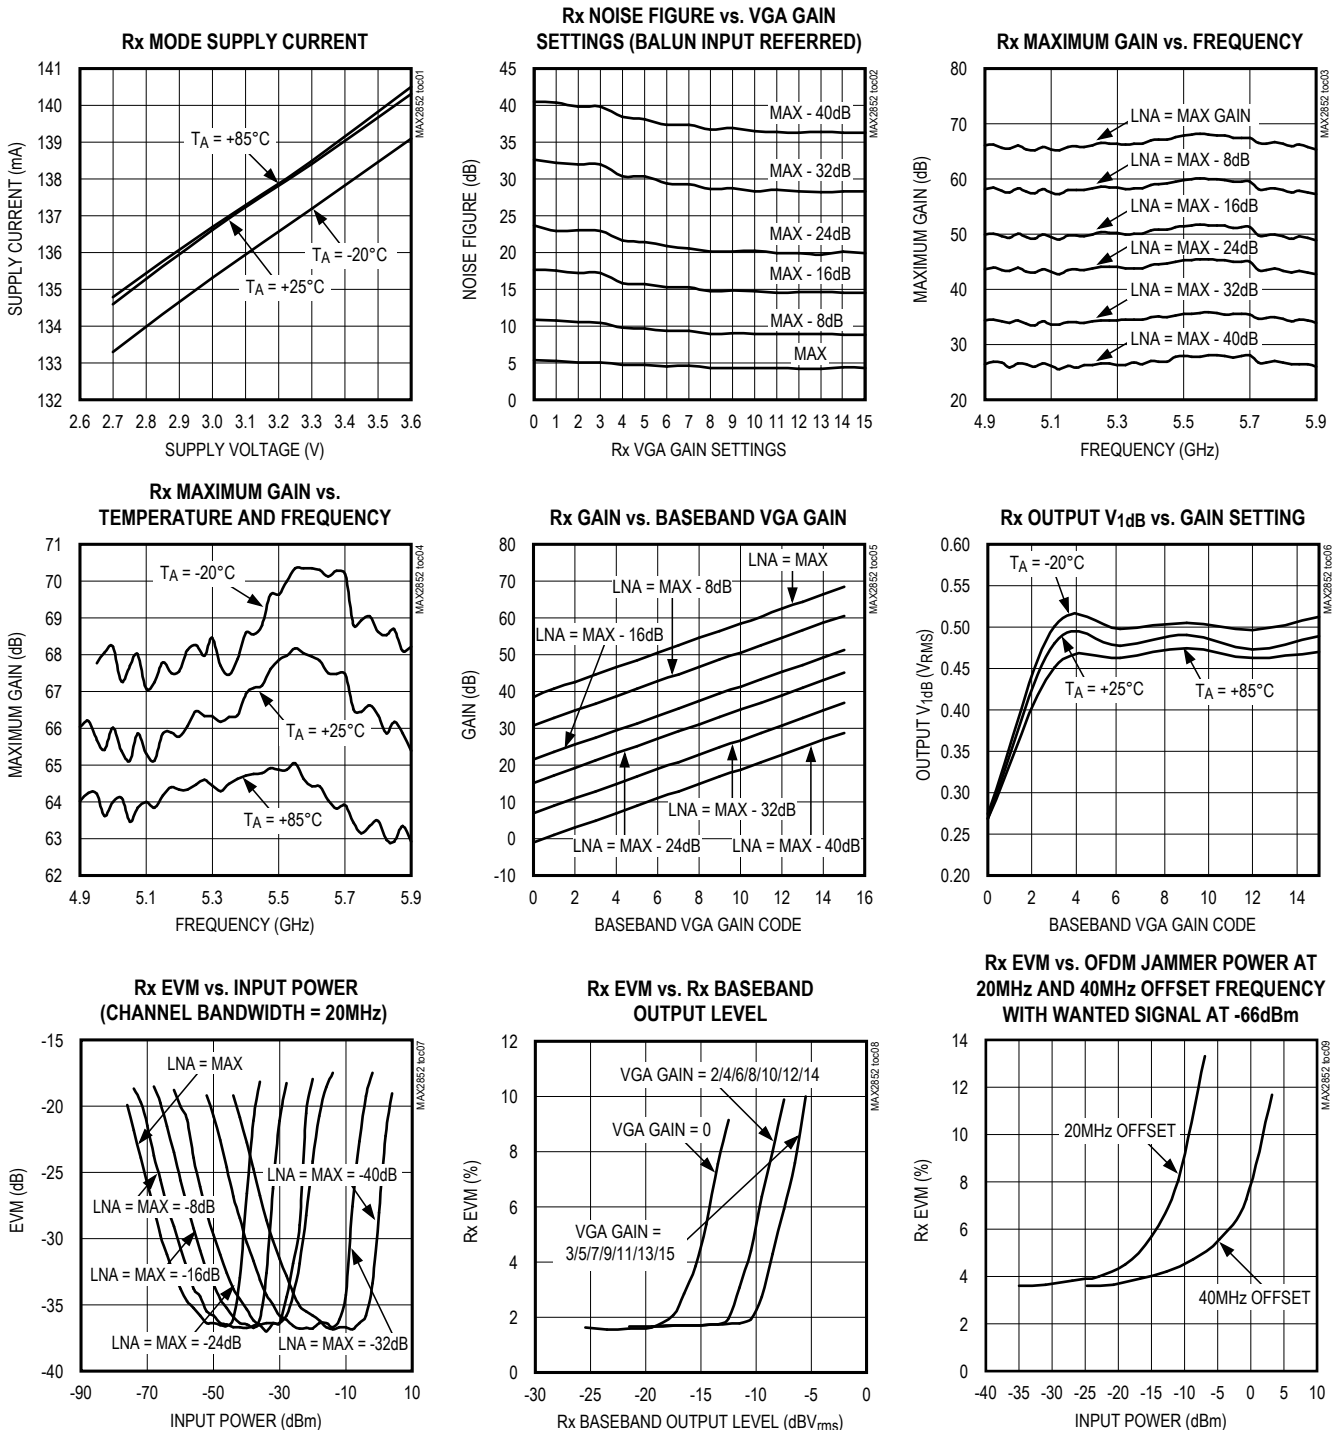 Rx MODE SUPPLY CURRENT
MAX2852 toc01
SUPPLY CURRENT (mA)
141
140
139
138
137
136
135
134
133
132
TA = +85°C
TA = -20°C
TA = +25°C
2.6 2.7 2.8 2.9 3.0 3.1 3.2 3.3 3.4 3.5 3.6
SUPPLY VOLTAGE (V)
Rx NOISE FIGURE vs. VGA GAIN
SETTINGS (BALUN INPUT REFERRED)
MAX2852 toc02
NOISE FIGURE (dB)
45
40
35
30
25
20
15
10
5
0
MAX - 40dB
MAX - 32dB
MAX - 24dB
MAX - 16dB
MAX - 8dB
MAX
0 1 2 3 4 5 6 7 8 9 10 11 12 13 14 15
Rx VGA GAIN SETTINGS
Rx MAXIMUM GAIN vs. FREQUENCY
MAX2852 toc03
MAXIMUM GAIN (dB)
80
70
60
50
40
30
20
LNA = MAX GAIN
LNA = MAX - 8dB
LNA = MAX - 16dB
LNA = MAX - 24dB
LNA = MAX - 32dB
LNA = MAX - 40dB
4.9 5.1 5.3 5.5 5.7 5.9
FREQUENCY (GHz)
Rx MAXIMUM GAIN vs.
TEMPERATURE AND FREQUENCY
MAX2852 toc04
MAXIMUM GAIN (dB)
71
70
69
68
67
66
65
64
63
62
TA = -20°C
TA = +25°C
TA = +85°C
4.9 5.1 5.3 5.5 5.7 5.9
FREQUENCY (GHz)
Rx GAIN vs. BASEBAND VGA GAIN
MAX2852 toc05
GAIN (dB)
80
70
60
50
40
30
20
10
0
-10
LNA = MAX
LNA = MAX - 8dB
LNA = MAX - 16dB
LNA = MAX - 32dB
LNA = MAX - 24dB
LNA = MAX - 40dB
0 2 4 6 8 10 12 14 16
BASEBAND VGA GAIN CODE
Rx OUTPUT V1dB vs. GAIN SETTING
MAX2852 toc06
OUTPUT V1dB (VRMS)
0.60
0.55
0.50
0.45
0.40
0.35
0.30
0.25
0.20
TA = -20°C
TA = +25°C
TA = +85°C
0 2 4 6 8 10 12 14
BASEBAND VGA GAIN CODE
Rx EVM vs. INPUT POWER
(CHANNEL BANDWIDTH = 20MHz)
MAX2852 toc07
EVM (dB)
-15
-20
-25
-30
-35
-40
LNA = MAX
LNA = MAX = -40dB
LNA = MAX = -8dB
LNA = MAX = -16dB
LNA = MAX = -24dB
LNA = MAX = -32dB
-90 -70 -50 -30 -10 10
INPUT POWER (dBm)
Rx EVM vs. Rx BASEBAND
OUTPUT LEVEL
MAX2852 toc08
Rx EVM (%)
12
10
8
6
4
2
0
VGA GAIN = 2/4/6/8/10/12/14
VGA GAIN = 0
VGA GAIN =
3/5/7/9/11/13/15
-30 -25 -20 -15 -10 -5 0
Rx BASEBAND OUTPUT LEVEL (dBVrms)
Rx EVM vs. OFDM JAMMER POWER AT
20MHz AND 40MHz OFFSET FREQUENCY
WITH WANTED SIGNAL AT -66dBm
MAX2852 toc09
Rx EVM (%)
14
12
10
8
6
4
2
0
20MHz OFFSET
40MHz OFFSET
-40 -35 -30 -25 -20 -15 -10 -5 0 5 10
INPUT POWER (dBm)